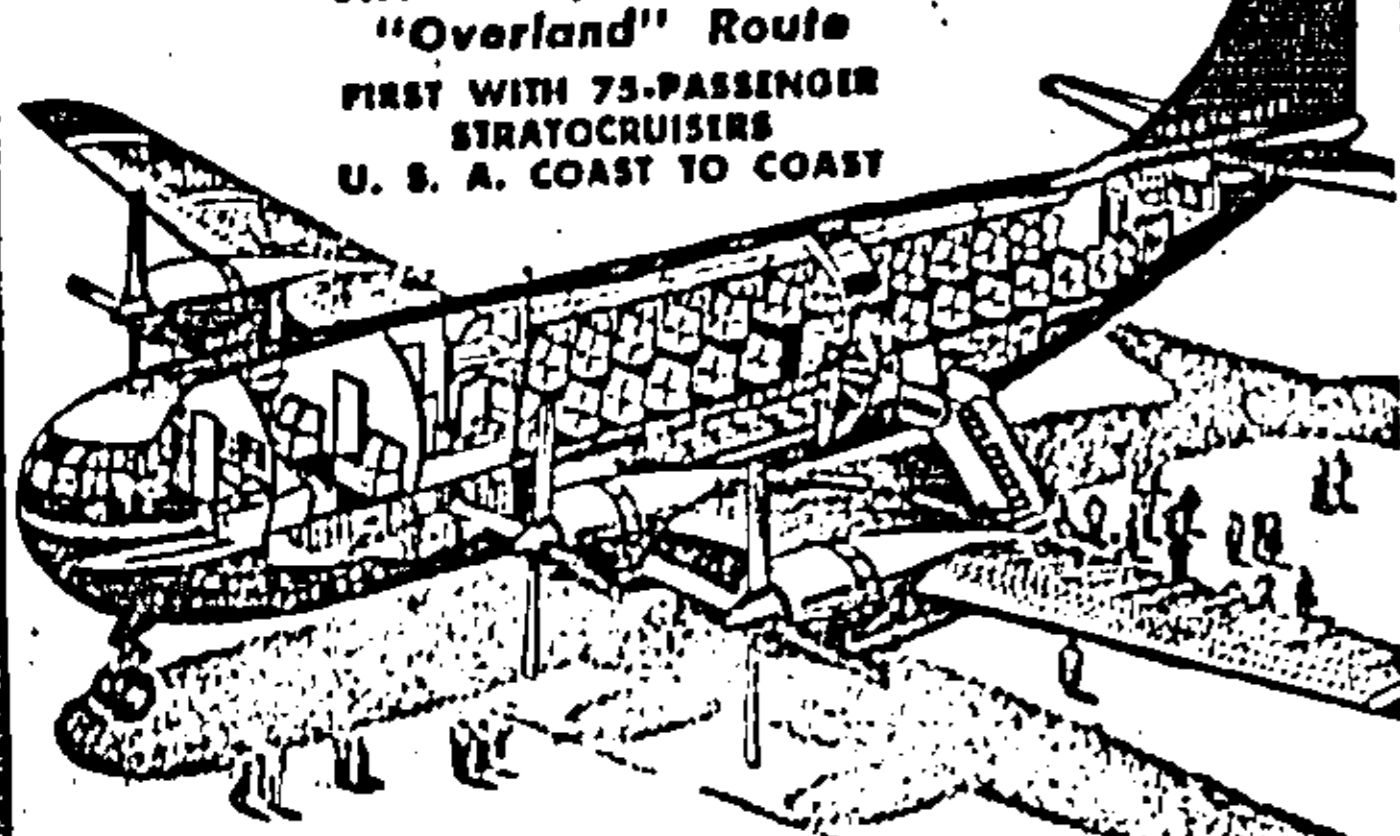 "Overland" Route
FIRST WITH 75-PASSENGER
STRATOCRUISERS
U. S. A. COAST TO COAST